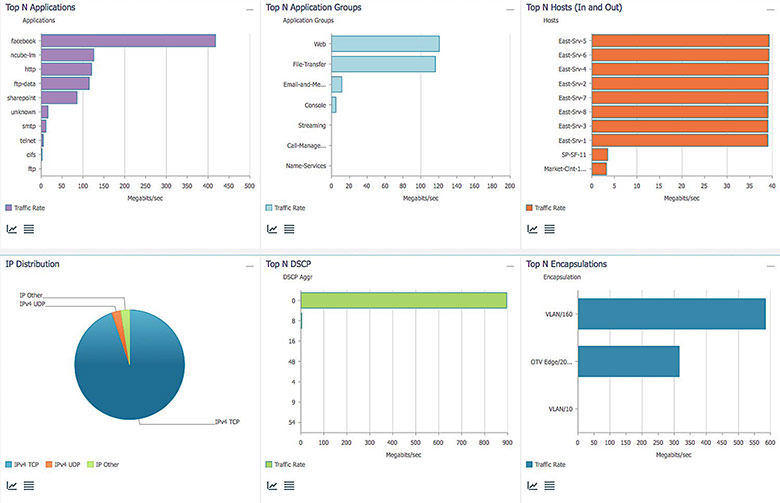 Top N Applications
Applications
facebook
ncube-lm
http
ftp-data
sharepoint
unknown
smtp
telnet
cifs
ftp
0 50 100 150 200 250 300 350 400 450 500
Megabits/sec
Traffic Rate
Top N Application Groups
Application Groups
Web
File-Transfer
Email-and-Me...
Console
Streaming
Call-Manage...
Name-Services
0 20 40 60 80 100 120 140 160 180 200
Megabits/sec
Traffic Rate
Top N Hosts (In and Out)
Hosts
East-Srv-5
East-Srv-6
East-Srv-4
East-Srv-2
East-Srv-7
East-Srv-8
East-Srv-3
East-Srv-1
SP-SF-11
Market-Clnt-1...
0 5 10 15 20 25 30 35 40
Megabits/sec
Traffic Rate
IP Distribution
IP Other
IPv4 UDP
IPv4 TCP
IPv4 TCP IPv4 UDP IP Other
Top N DSCP
DSCP Aggr
0
8
16
48
4
9
54
0 100 200 300 400 500 600 700 800 900
Megabits/sec
Traffic Rate
Top N Encapsulations
Encapsulation
VLAN/160
OTV Edge/20...
VLAN/10
0 50 100 150 200 250 300 350 400 450 500 550 600
Megabits/sec
Traffic Rate